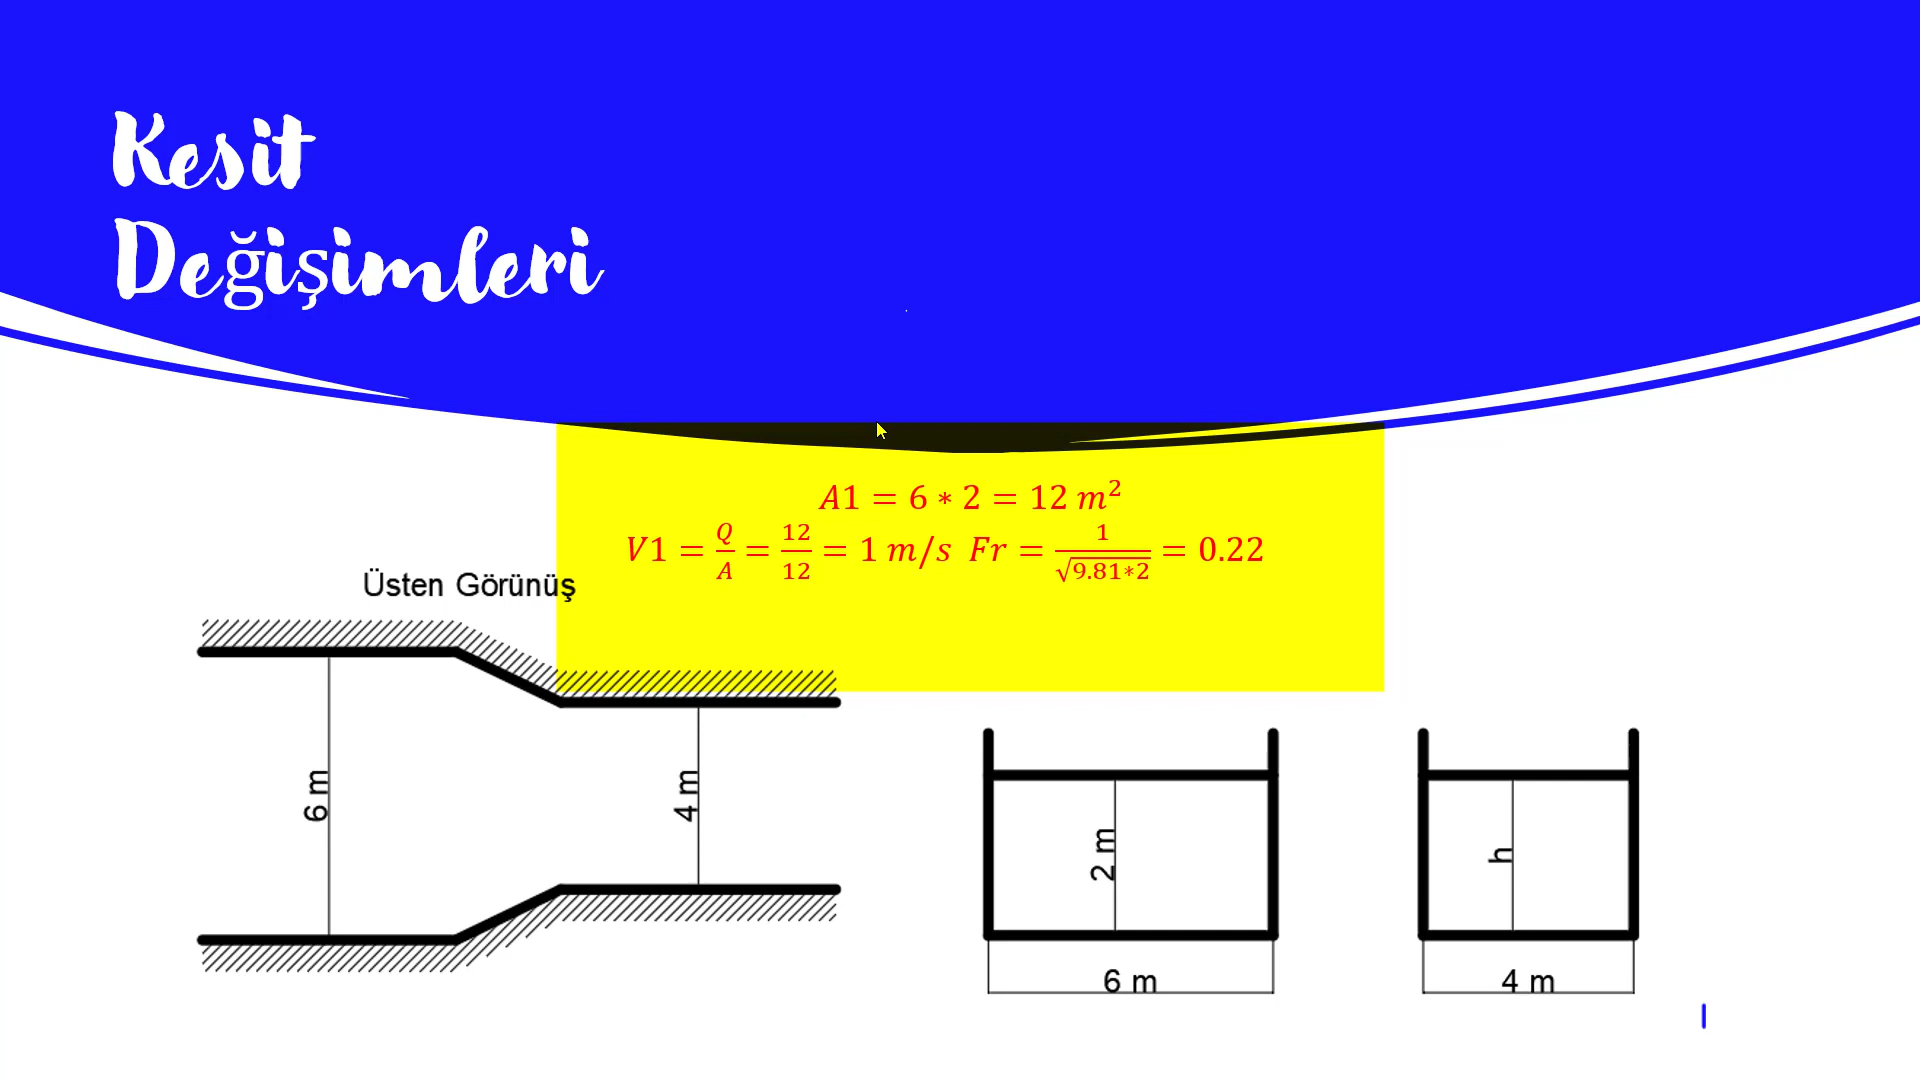 Kesit
Değişimleri
A1 = 6 ∗ 2 = 12 m²
V1 = Q/A = 12/12 = 1 m/s Fr = 1/√9.81∗2 = 0.22
Üsten Görünüş
6 m
4 m
2 m
h
6 m
4 m